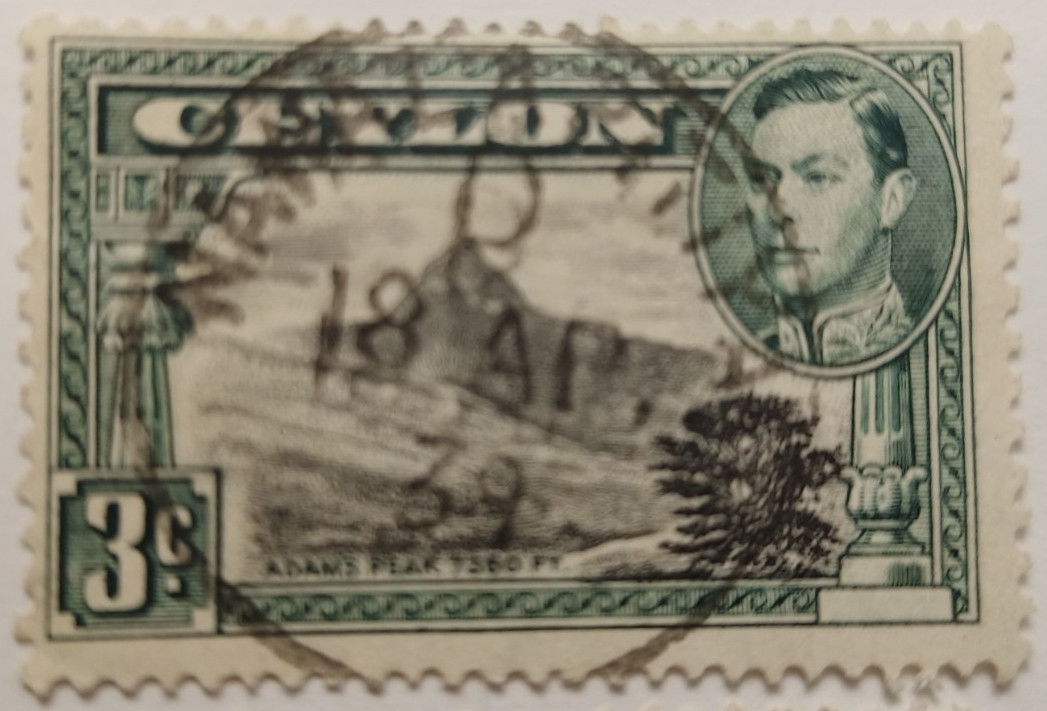 CEYLON
18 AP.
39
ADAMS PEAK 7360 FT.
3c